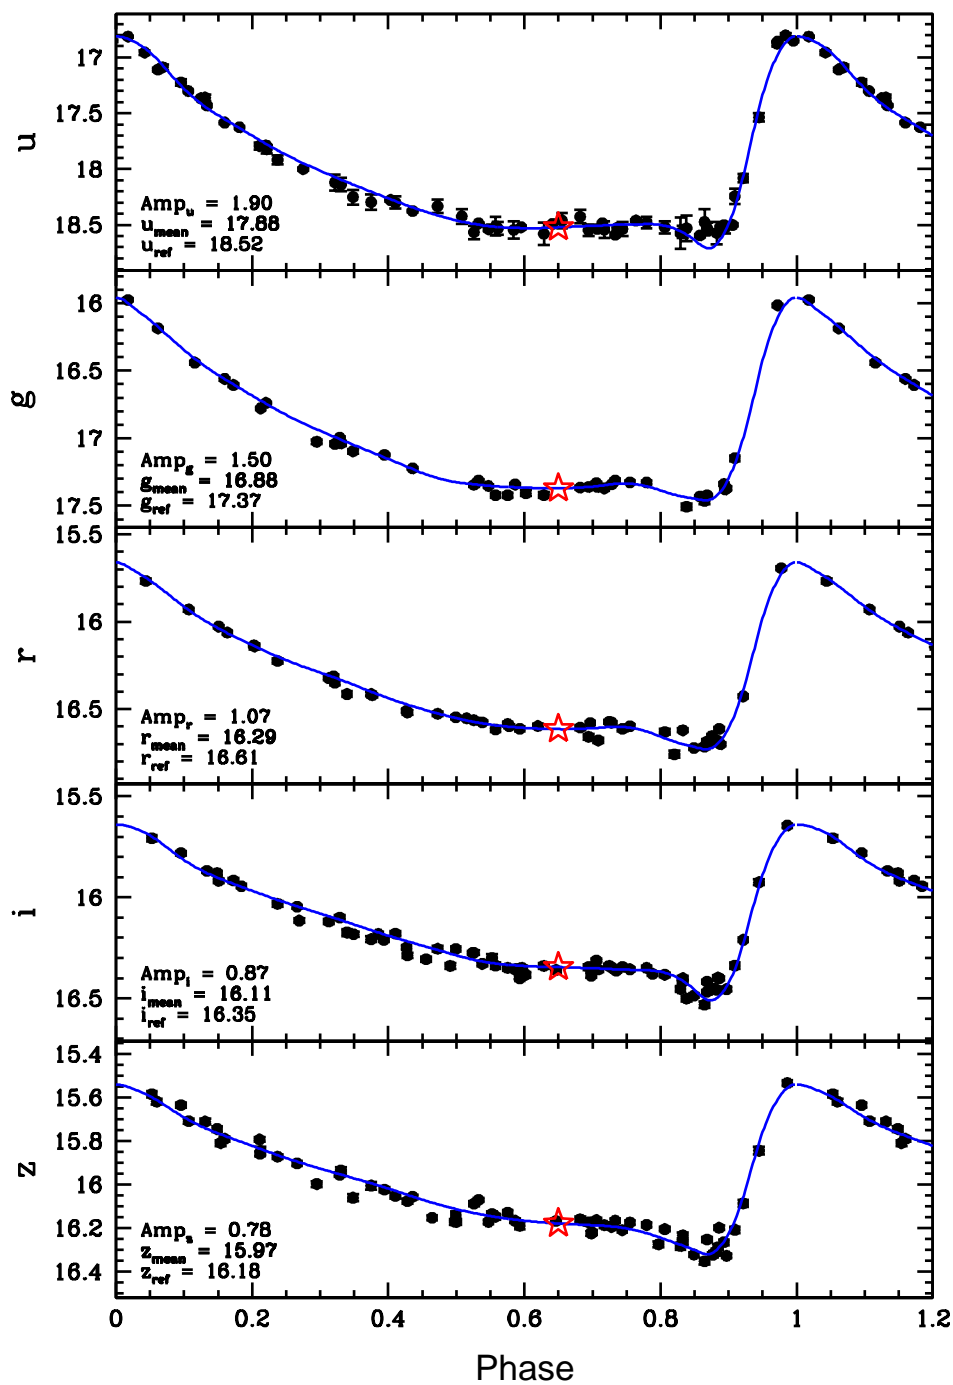 17
17.5
18
18.5
u
Amp_u = 1.90
u_mean = 17.88
u_ref = 18.52
16
16.5
17
17.5
g
Amp_g = 1.50
g_mean = 16.88
g_ref = 17.37
15.5
16
16.5
r
Amp_r = 1.07
r_mean = 16.29
r_ref = 16.61
15.5
16
16.5
i
Amp_i = 0.87
i_mean = 16.11
i_ref = 16.35
15.4
15.6
15.8
16
16.2
16.4
z
Amp_z = 0.78
z_mean = 15.97
z_ref = 16.18
0 0.2 0.4 0.6 0.8 1 1.2
Phase